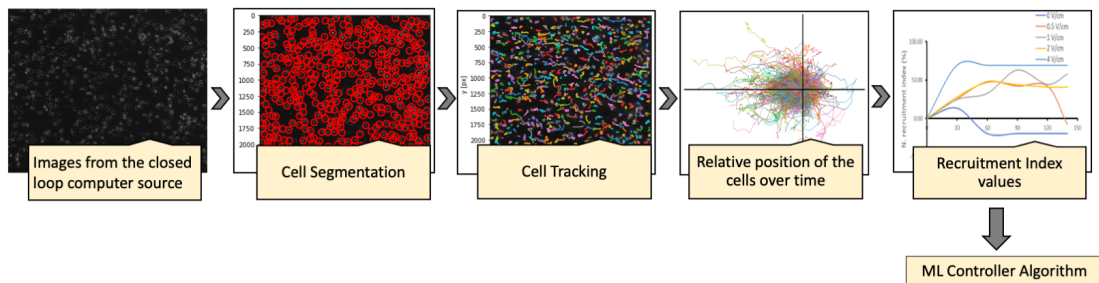 Images from the closed
loop computer source
0
250
500
750
1000
1250
1500
1750
2000
Cell Segmentation
0
250
500
750
1000
1250
1500
1750
2000
y [px]
Cell Tracking
Relative position of the
cells over time
0 V/cm
0.5 V/cm
1 V/cm
2 V/cm
4 V/cm
N. recruitment index (%)
100.00
50.00
0.00
0
30
60
90
120
150
Recruitment Index
values
ML Controller Algorithm